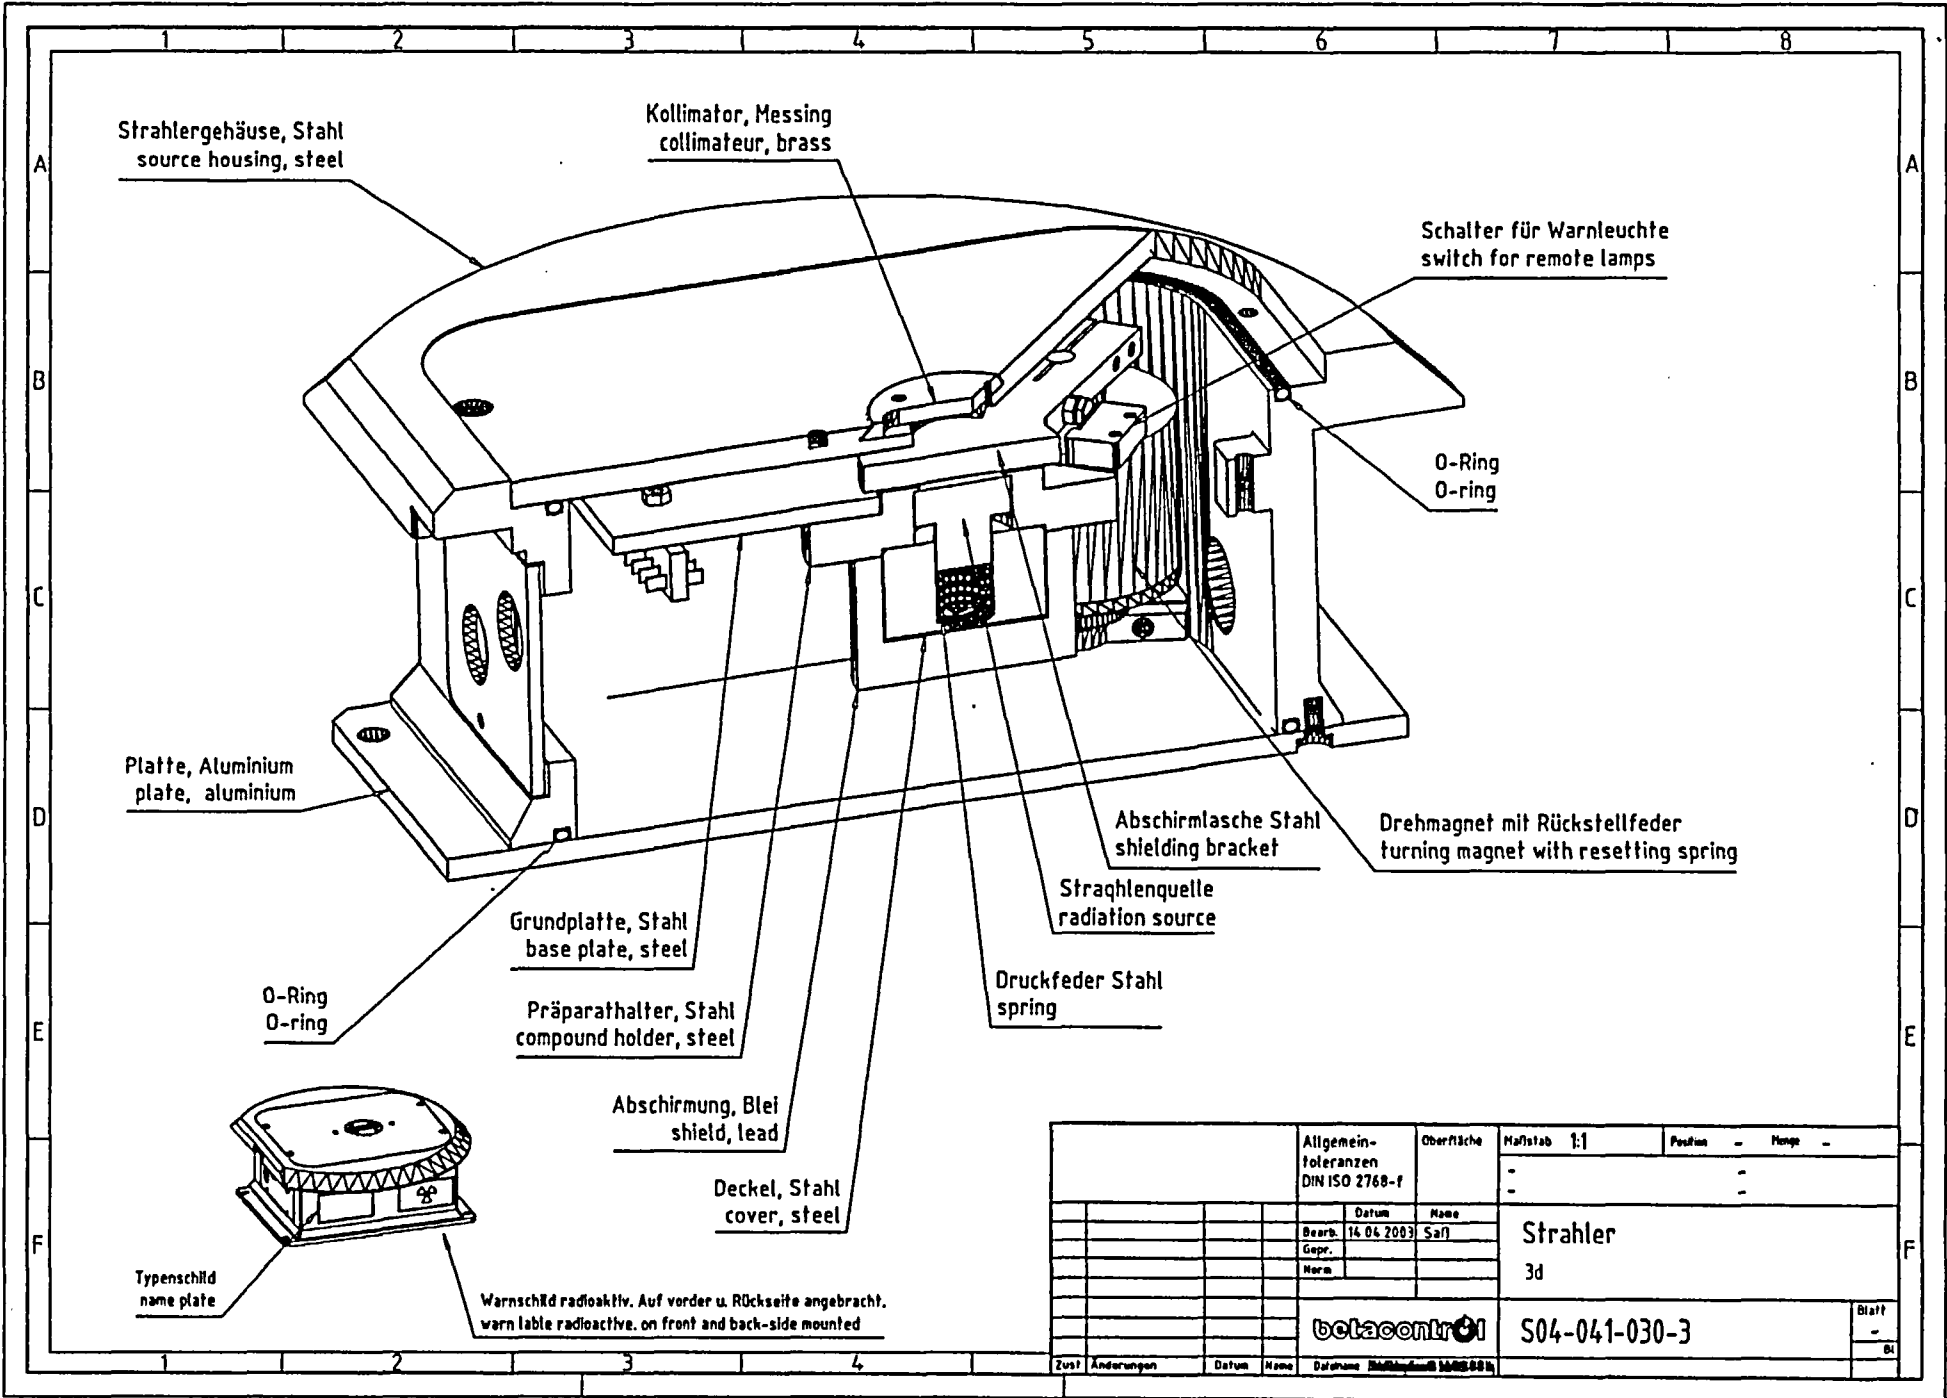 1 2 3 4 5 6 7 8
A A
B B
C C
D D
E E
F F
Strahlergehäuse, Stahl
source housing, steel
Kollimator, Messing
collimateur, brass
Schalter für Warnleuchte
switch for remote lamps
O-Ring
O-ring
Platte, Aluminium
plate, aluminium
Abschirmlasche Stahl
shielding bracket
Drehmagnet mit Rückstellfeder
turning magnet with resetting spring
Straqhlenquelle
radiation source
Grundplatte, Stahl
base plate, steel
Druckfeder Stahl
spring
O-Ring
O-ring
Präparathalter, Stahl
compound holder, steel
Abschirmung, Blei
shield, lead
Deckel, Stahl
cover, steel
Typenschild
name plate
Warnschild radioaktiv. Auf vorder u. Rückseite angebracht.
warn lable radioactive. on front and back-side mounted
Allgemein-
toleranzen
DIN ISO 2768-f
Oberfläche
Maßstab 1:1
Position - Menge -
- -
- -
Datum Name
Bearb. 14.04.2003 Saß
Gepr.
Norm
Strahler
3d
betacontrol
S04-041-030-3
Blatt
-
Bl
Zust Änderungen Datum Name Dateiname
1 2 3 4